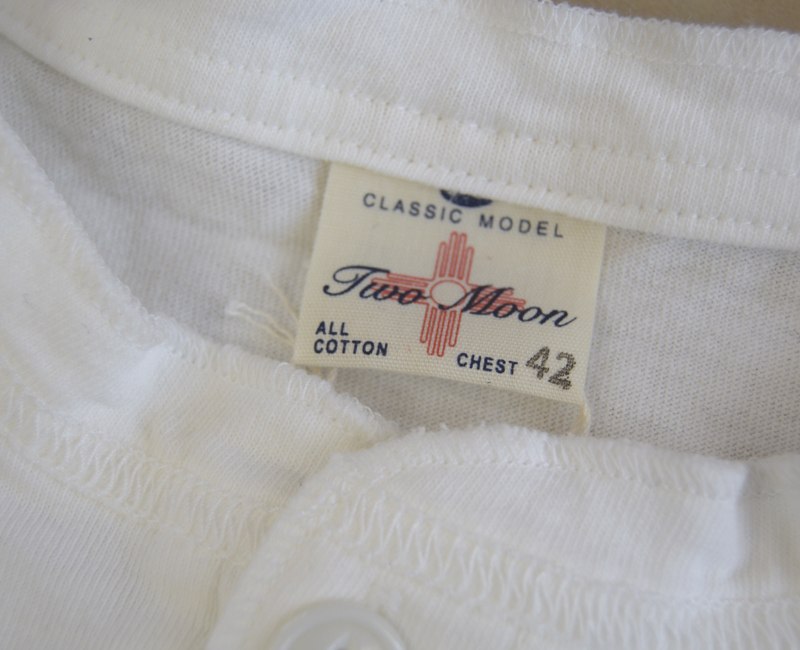 CLASSIC MODEL
Two Moon
ALL
COTTON
CHEST 42